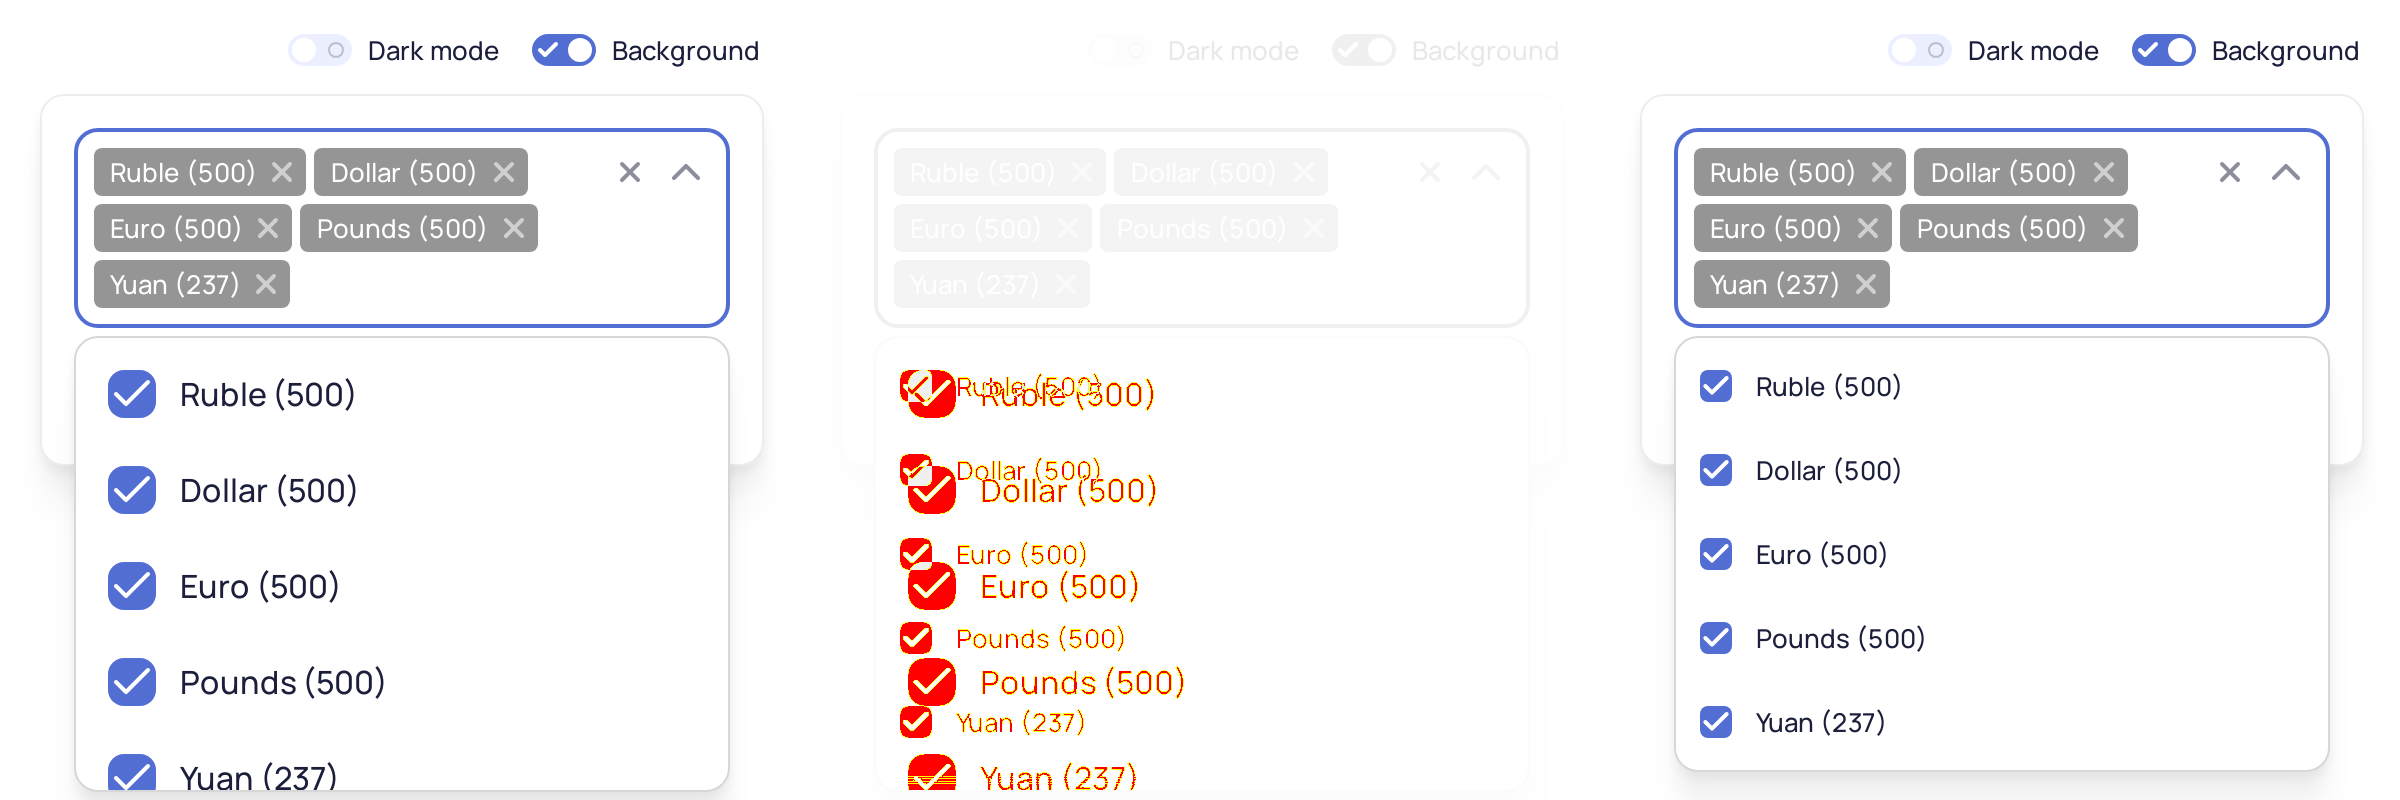 Dark mode Background
Ruble (500) Dollar (500)
Euro (500) Pounds (500)
Yuan (237)
Ruble (500)
Dollar (500)
Euro (500)
Pounds (500)
Yuan (237)
Dark mode Background
Ruble (500) Dollar (500)
Euro (500) Pounds (500)
Yuan (237)
Ruble (500)
Ruble (500)
Dollar (500)
Dollar (500)
Euro (500)
Euro (500)
Pounds (500)
Pounds (500)
Yuan (237)
Yuan (237)
Dark mode Background
Ruble (500) Dollar (500)
Euro (500) Pounds (500)
Yuan (237)
Ruble (500)
Dollar (500)
Euro (500)
Pounds (500)
Yuan (237)